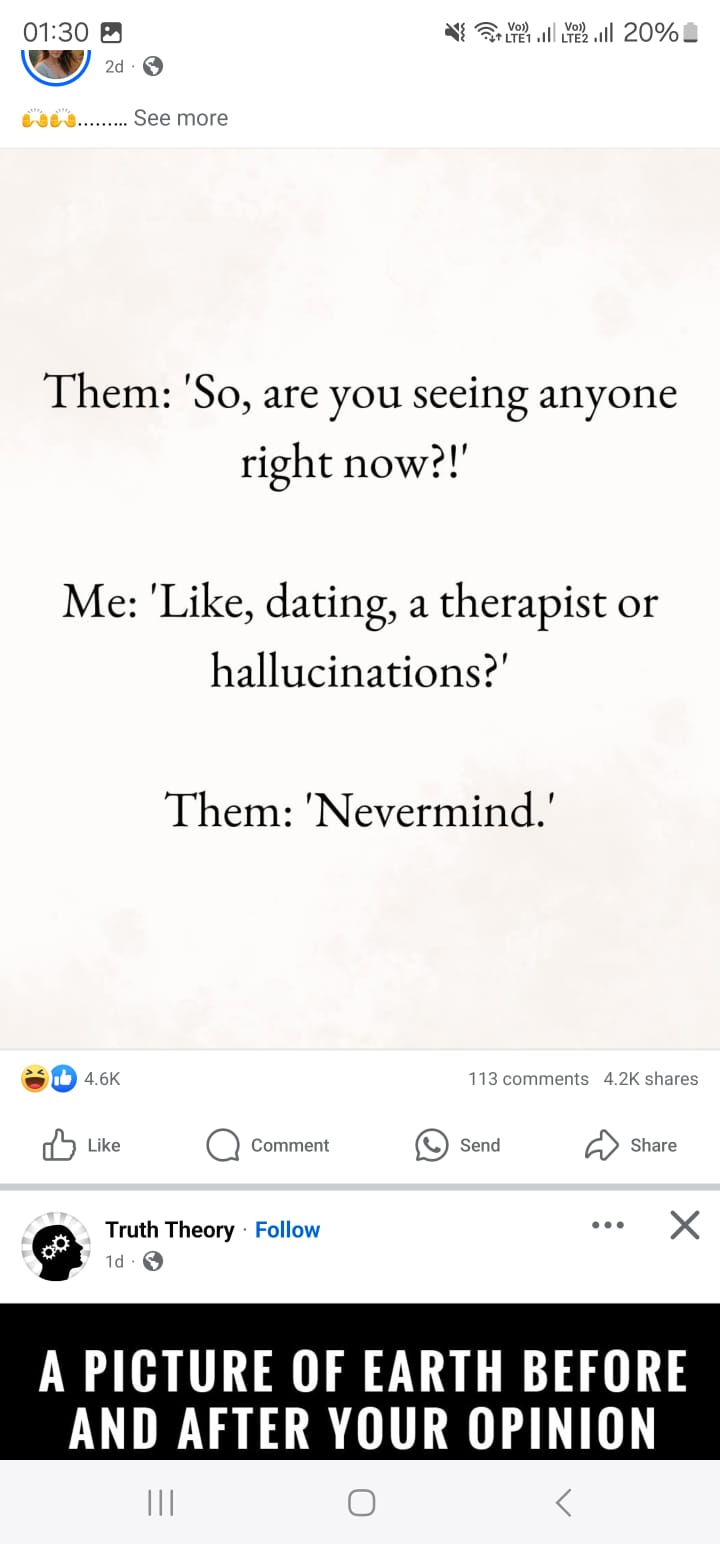 01:30 Vo)) LTE1 Vo)) LTE2 20%
2d ·
🙌🙌......... See more
Them: 'So, are you seeing anyone
right now?!'
Me: 'Like, dating, a therapist or
hallucinations?'
Them: 'Nevermind.'
4.6K 113 comments 4.2K shares
Like Comment Send Share
Truth Theory · Follow
1d ·
A PICTURE OF EARTH BEFORE
AND AFTER YOUR OPINION